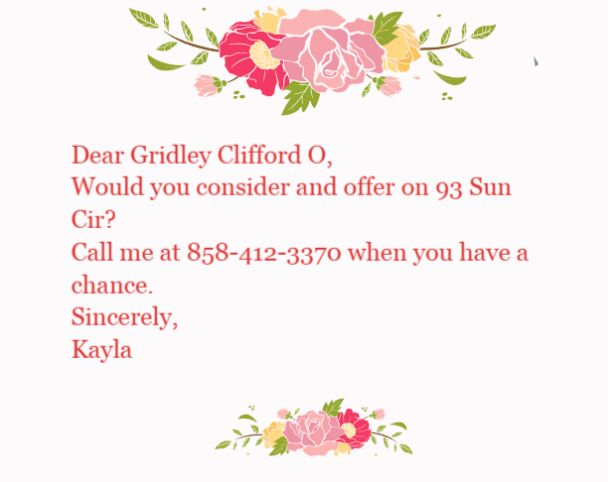 Dear Gridley Clifford O,
Would you consider and offer on 93 Sun
Cir?
Call me at 858-412-3370 when you have a
chance.
Sincerely,
Kayla